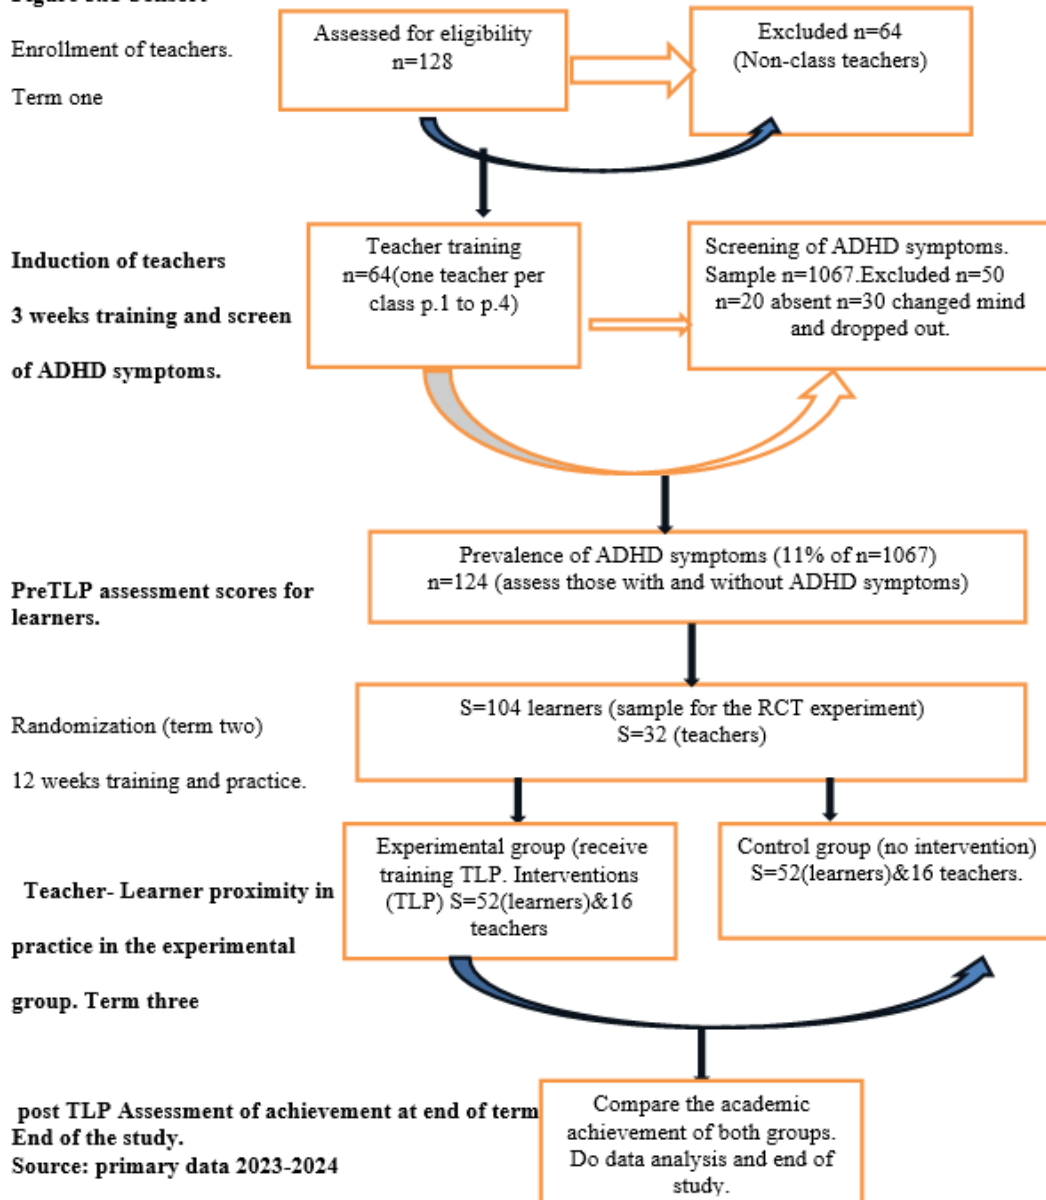 Enrollment of teachers.
Term one
Assessed for eligibility
n=128
Excluded n=64
(Non-class teachers)
Induction of teachers
3 weeks training and screen
of ADHD symptoms.
Teacher training
n=64(one teacher per
class p.1 to p.4)
Screening of ADHD symptoms.
Sample n=1067.Excluded n=50
n=20 absent n=30 changed mind
and dropped out.
PreTLP assessment scores for
learners.
Prevalence of ADHD symptoms (11% of n=1067)
n=124 (assess those with and without ADHD symptoms)
Randomization (term two)
12 weeks training and practice.
S=104 learners (sample for the RCT experiment)
S=32 (teachers)
Teacher- Learner proximity in
practice in the experimental
group. Term three
Experimental group (receive
training TLP. Interventions
(TLP) S=52(learners)&16
teachers
Control group (no intervention)
S=52(learners)&16 teachers.
post TLP Assessment of achievement at end of term
End of the study.
Source: primary data 2023-2024
Compare the academic
achievement of both groups.
Do data analysis and end of
study.